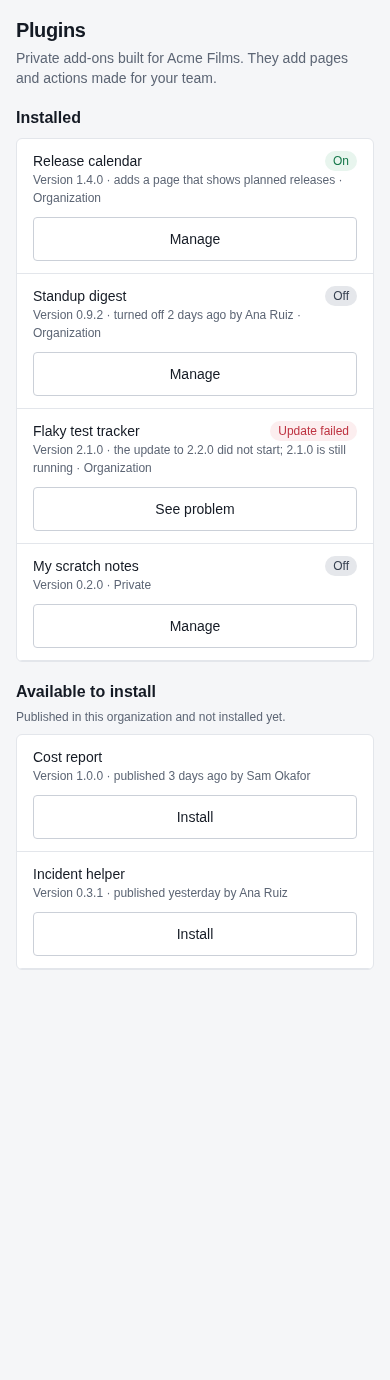 Plugins
Private add-ons built for Acme Films. They add pages
and actions made for your team.
Installed
Release calendar
On
Version 1.4.0 · adds a page that shows planned releases ·
Organization
Manage
Standup digest
Off
Version 0.9.2 · turned off 2 days ago by Ana Ruiz ·
Organization
Manage
Flaky test tracker
Update failed
Version 2.1.0 · the update to 2.2.0 did not start; 2.1.0 is still
running · Organization
See problem
My scratch notes
Off
Version 0.2.0 · Private
Manage
Available to install
Published in this organization and not installed yet.
Cost report
Version 1.0.0 · published 3 days ago by Sam Okafor
Install
Incident helper
Version 0.3.1 · published yesterday by Ana Ruiz
Install